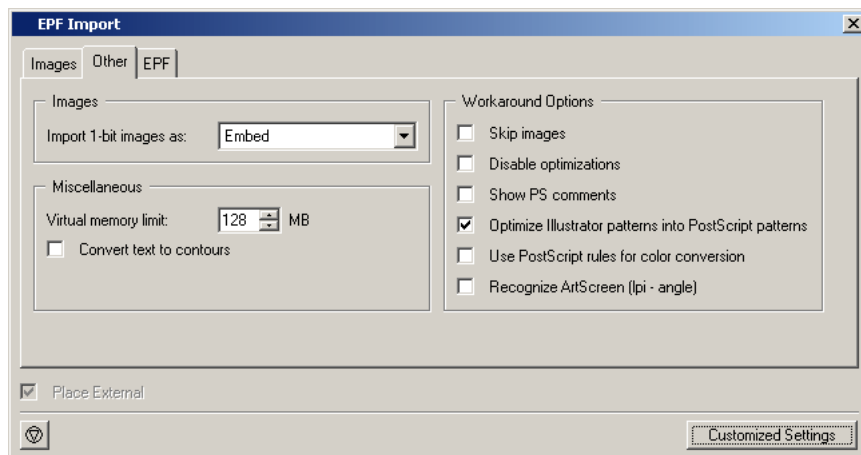 EPF Import
Images Other EPF
Images
Import 1-bit images as: Embed
Miscellaneous
Virtual memory limit: 128 MB
Convert text to contours
Workaround Options
Skip images
Disable optimizations
Show PS comments
Optimize Illustrator patterns into PostScript patterns
Use PostScript rules for color conversion
Recognize ArtScreen (lpi - angle)
Place External
Customized Settings